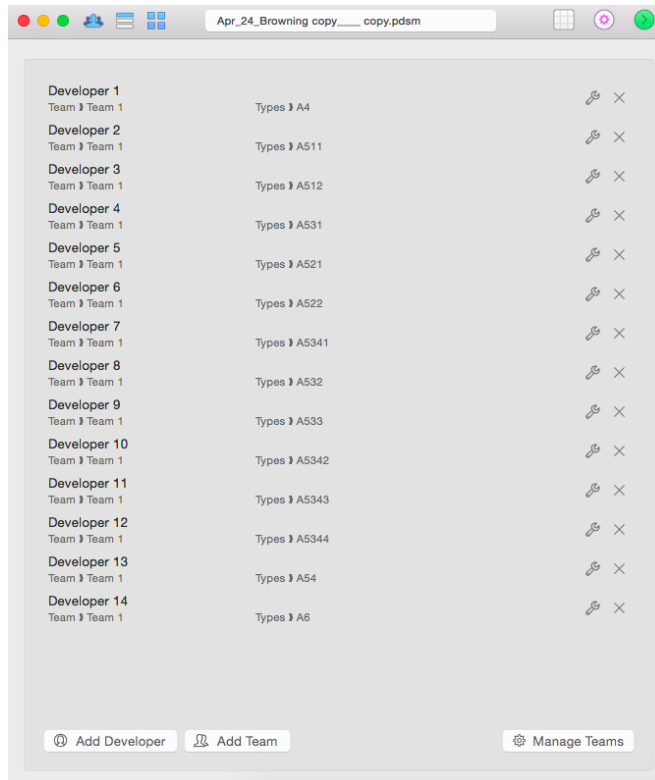 Apr_24_Browning copy____ copy.pdsm
Developer 1
Team ⟫ Team 1 Types ⟫ A4
Developer 2
Team ⟫ Team 1 Types ⟫ A511
Developer 3
Team ⟫ Team 1 Types ⟫ A512
Developer 4
Team ⟫ Team 1 Types ⟫ A531
Developer 5
Team ⟫ Team 1 Types ⟫ A521
Developer 6
Team ⟫ Team 1 Types ⟫ A522
Developer 7
Team ⟫ Team 1 Types ⟫ A5341
Developer 8
Team ⟫ Team 1 Types ⟫ A532
Developer 9
Team ⟫ Team 1 Types ⟫ A533
Developer 10
Team ⟫ Team 1 Types ⟫ A5342
Developer 11
Team ⟫ Team 1 Types ⟫ A5343
Developer 12
Team ⟫ Team 1 Types ⟫ A5344
Developer 13
Team ⟫ Team 1 Types ⟫ A54
Developer 14
Team ⟫ Team 1 Types ⟫ A6
Add Developer Add Team Manage Teams